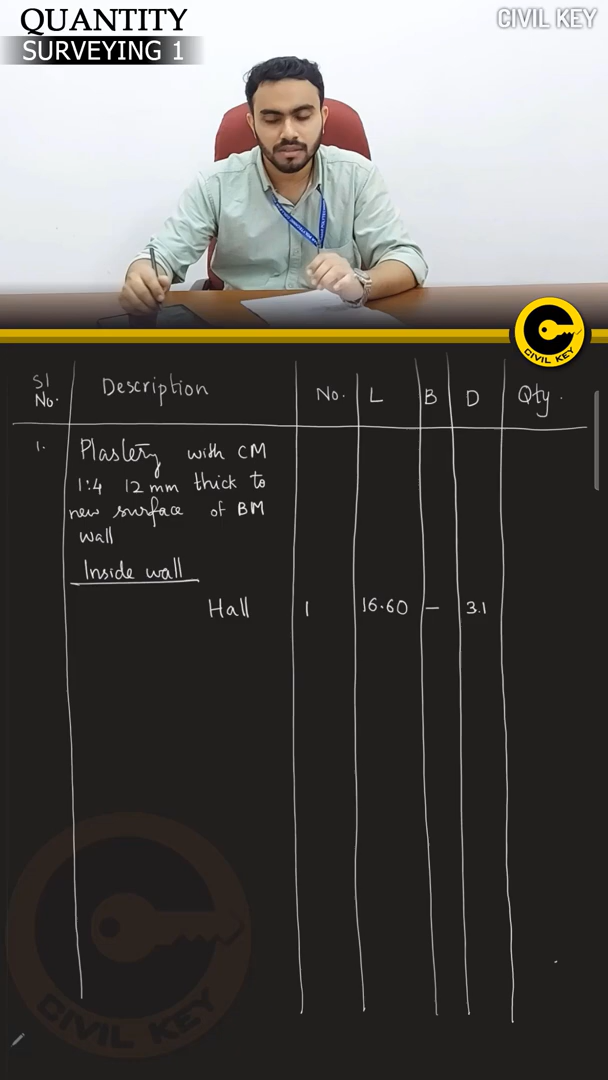 QUANTITY
SURVEYING 1
CIVIL KEY
CIVIL KEY
Sl No. Description No. L B D Qty.
1. Plastery with CM
1:4 12 mm thick to
new surface of BM
wall
Inside wall
Hall 1 16.60 – 3.1
CIVIL KEY